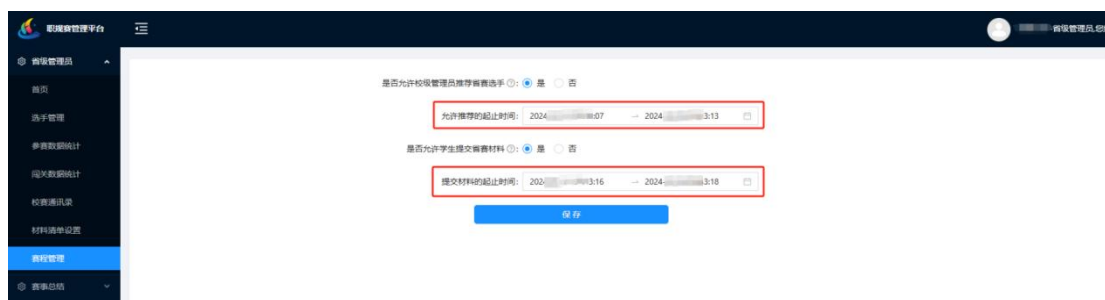 职规赛管理平台
省级管理员,您
省级管理员
首页
选手管理
参赛数据统计
闯关数据统计
校赛通讯录
材料清单设置
赛程管理
赛事总结
是否允许校级管理员推荐省赛选手 ?: 是 否
允许推荐的起止时间: 2024 :07 → 2024 3:13
是否允许学生提交省赛材料 ?: 是 否
提交材料的起止时间: 202 3:16 → 2024 3:18
保存